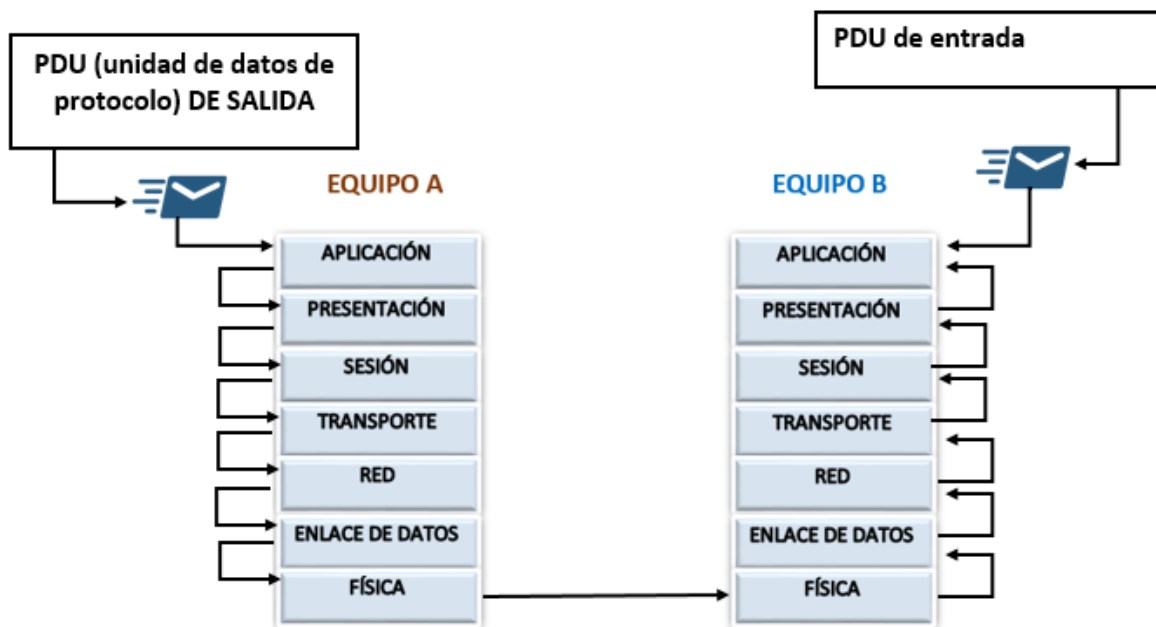 PDU (unidad de datos de
protocolo) DE SALIDA
PDU de entrada
EQUIPO A
APLICACIÓN
PRESENTACIÓN
SESIÓN
TRANSPORTE
RED
ENLACE DE DATOS
FÍSICA
EQUIPO B
APLICACIÓN
PRESENTACIÓN
SESIÓN
TRANSPORTE
RED
ENLACE DE DATOS
FÍSICA